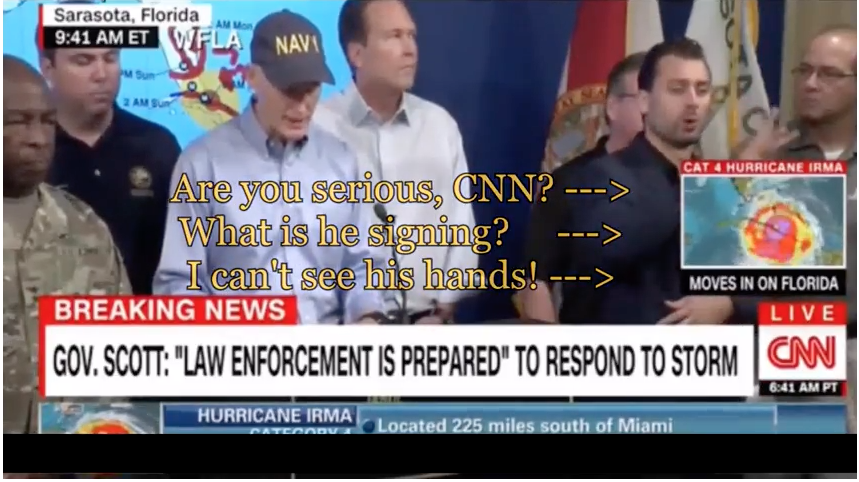 Sarasota, Florida
9:41 AM ET
WFLA
AM Mon
PM Sun
2 AM Sun
NAVY
Are you serious, CNN? --->
What is he signing? --->
I can't see his hands! --->
CAT 4 HURRICANE IRMA
MOVES IN ON FLORIDA
BREAKING NEWS
LIVE
GOV. SCOTT: "LAW ENFORCEMENT IS PREPARED" TO RESPOND TO STORM
CNN
6:41 AM PT
HURRICANE IRMA
CATEGORY 4
Located 225 miles south of Miami